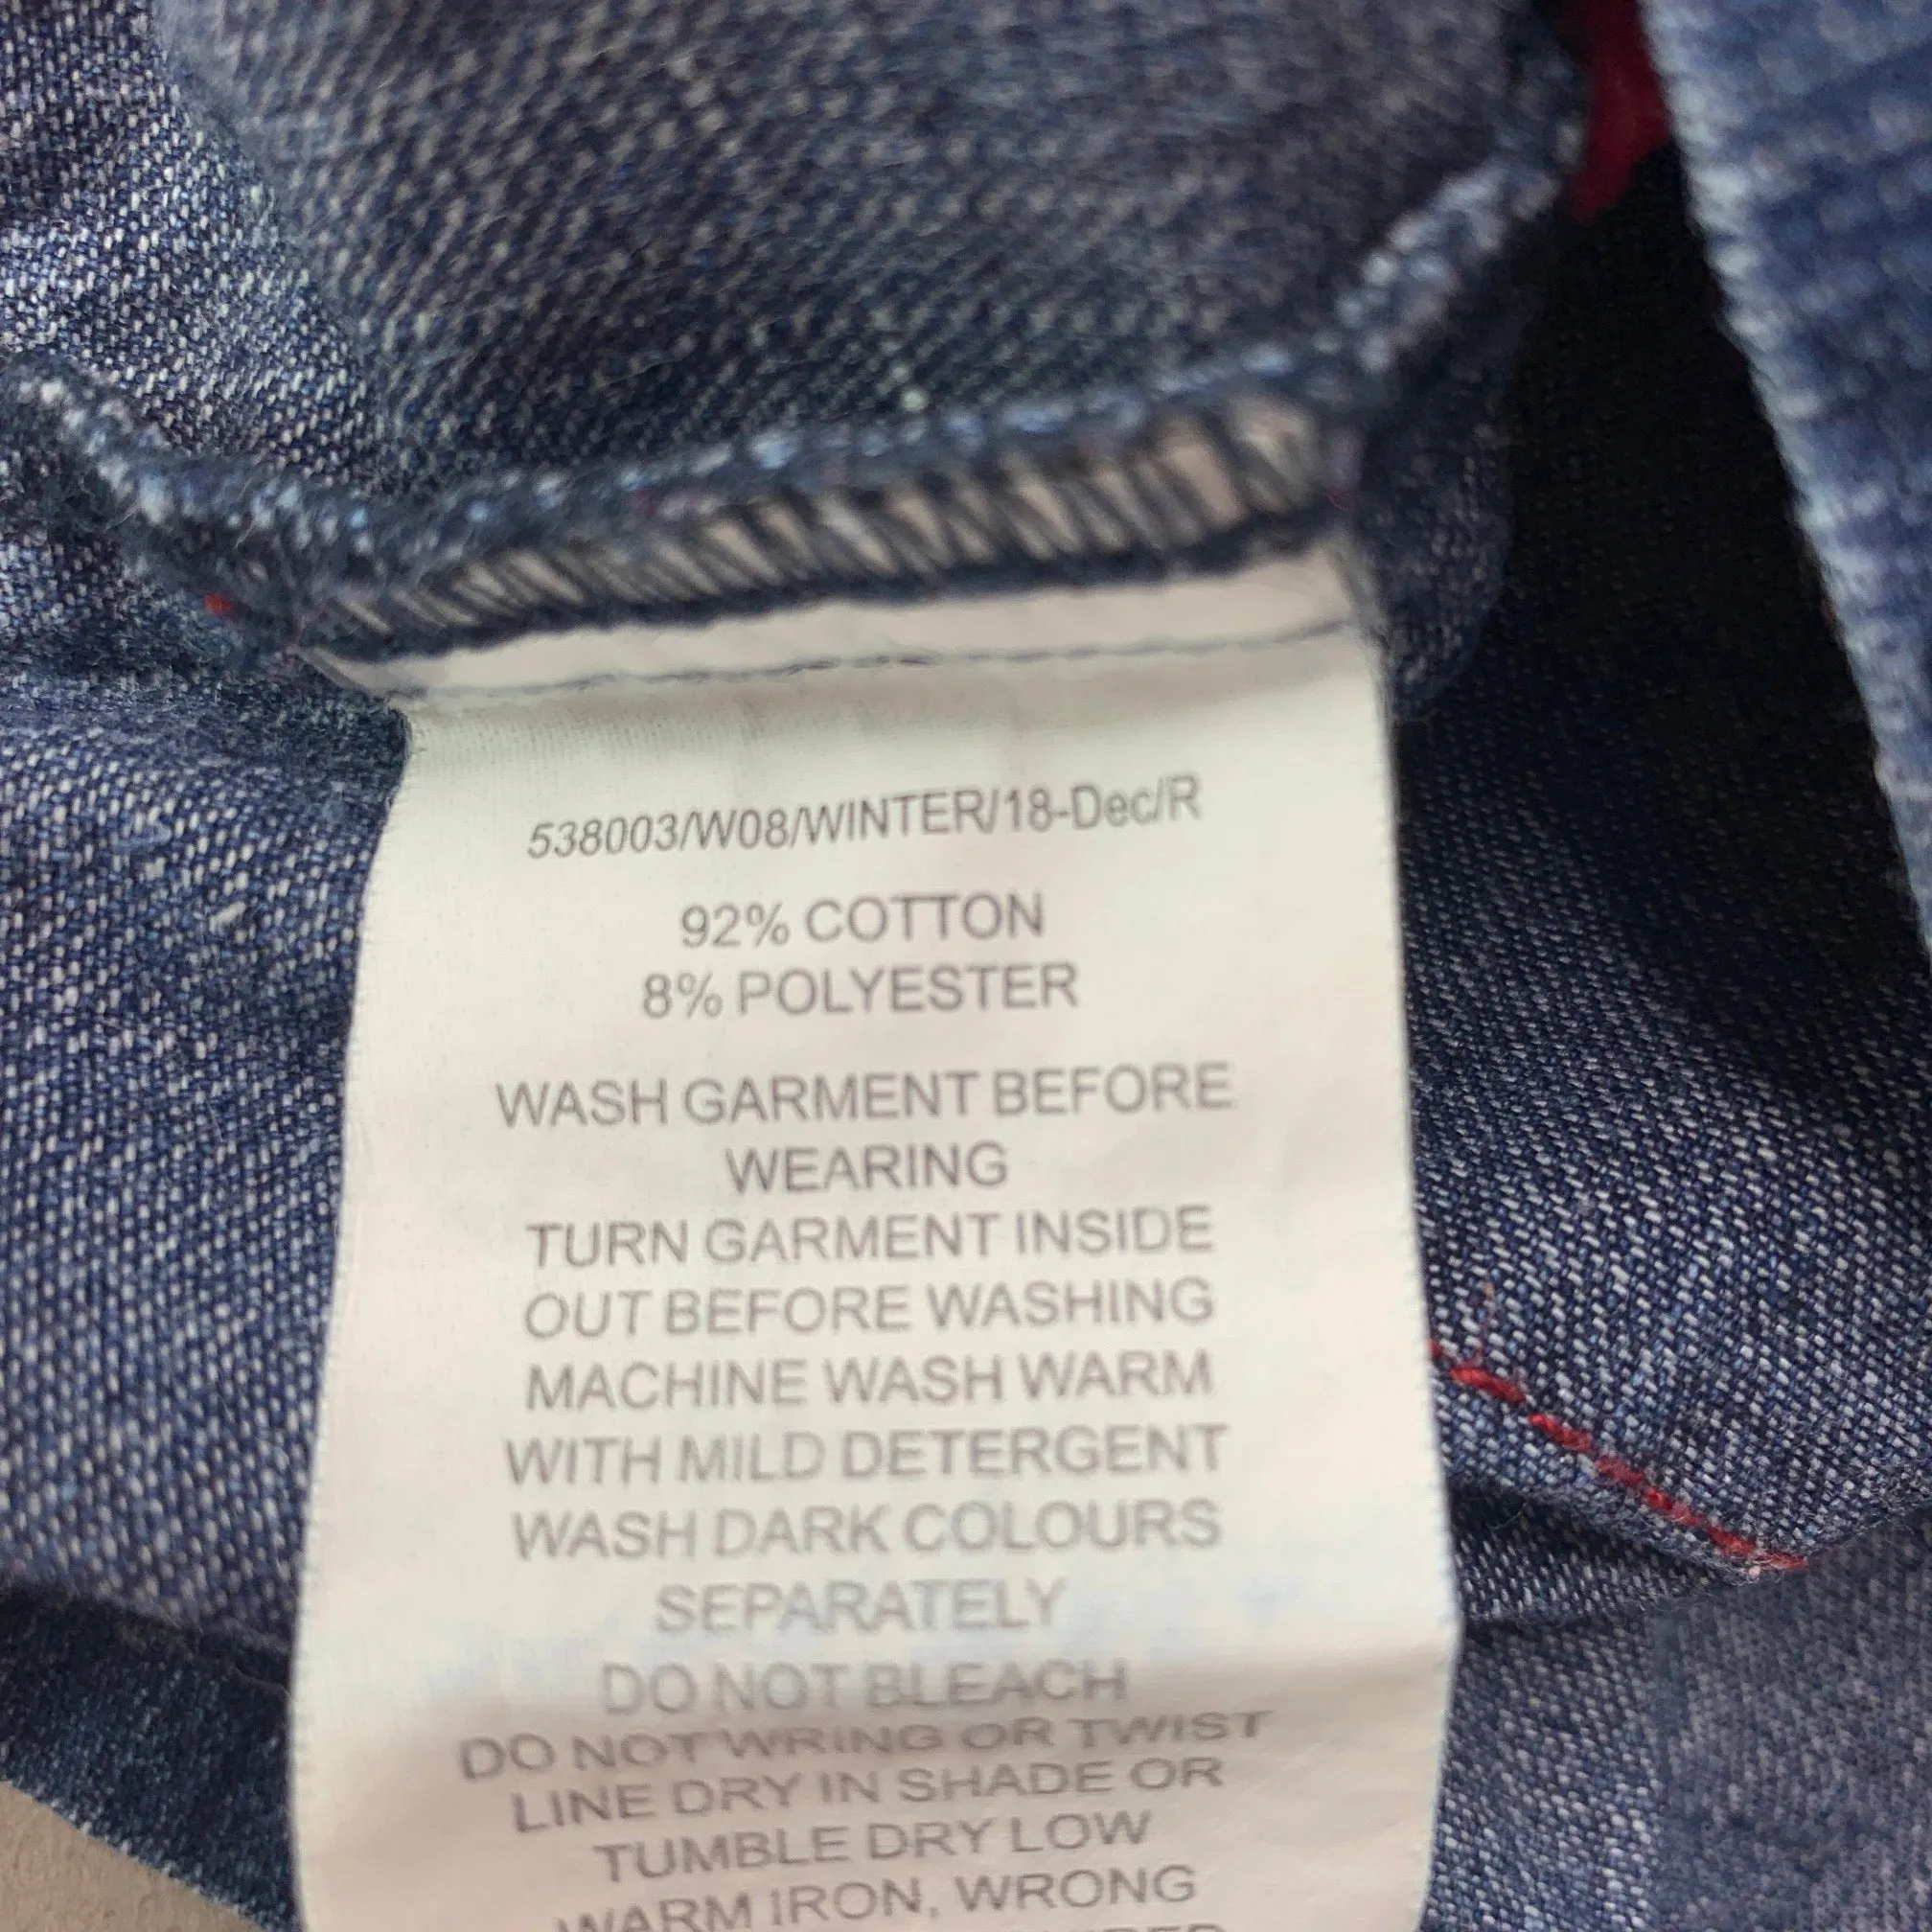 538003/W08/WINTER/18-Dec/R
92% COTTON
8% POLYESTER
WASH GARMENT BEFORE
WEARING
TURN GARMENT INSIDE
OUT BEFORE WASHING
MACHINE WASH WARM
WITH MILD DETERGENT
WASH DARK COLOURS
SEPARATELY
DO NOT BLEACH
DO NOT WRING OR TWIST
LINE DRY IN SHADE OR
TUMBLE DRY LOW
WARM IRON, WRONG